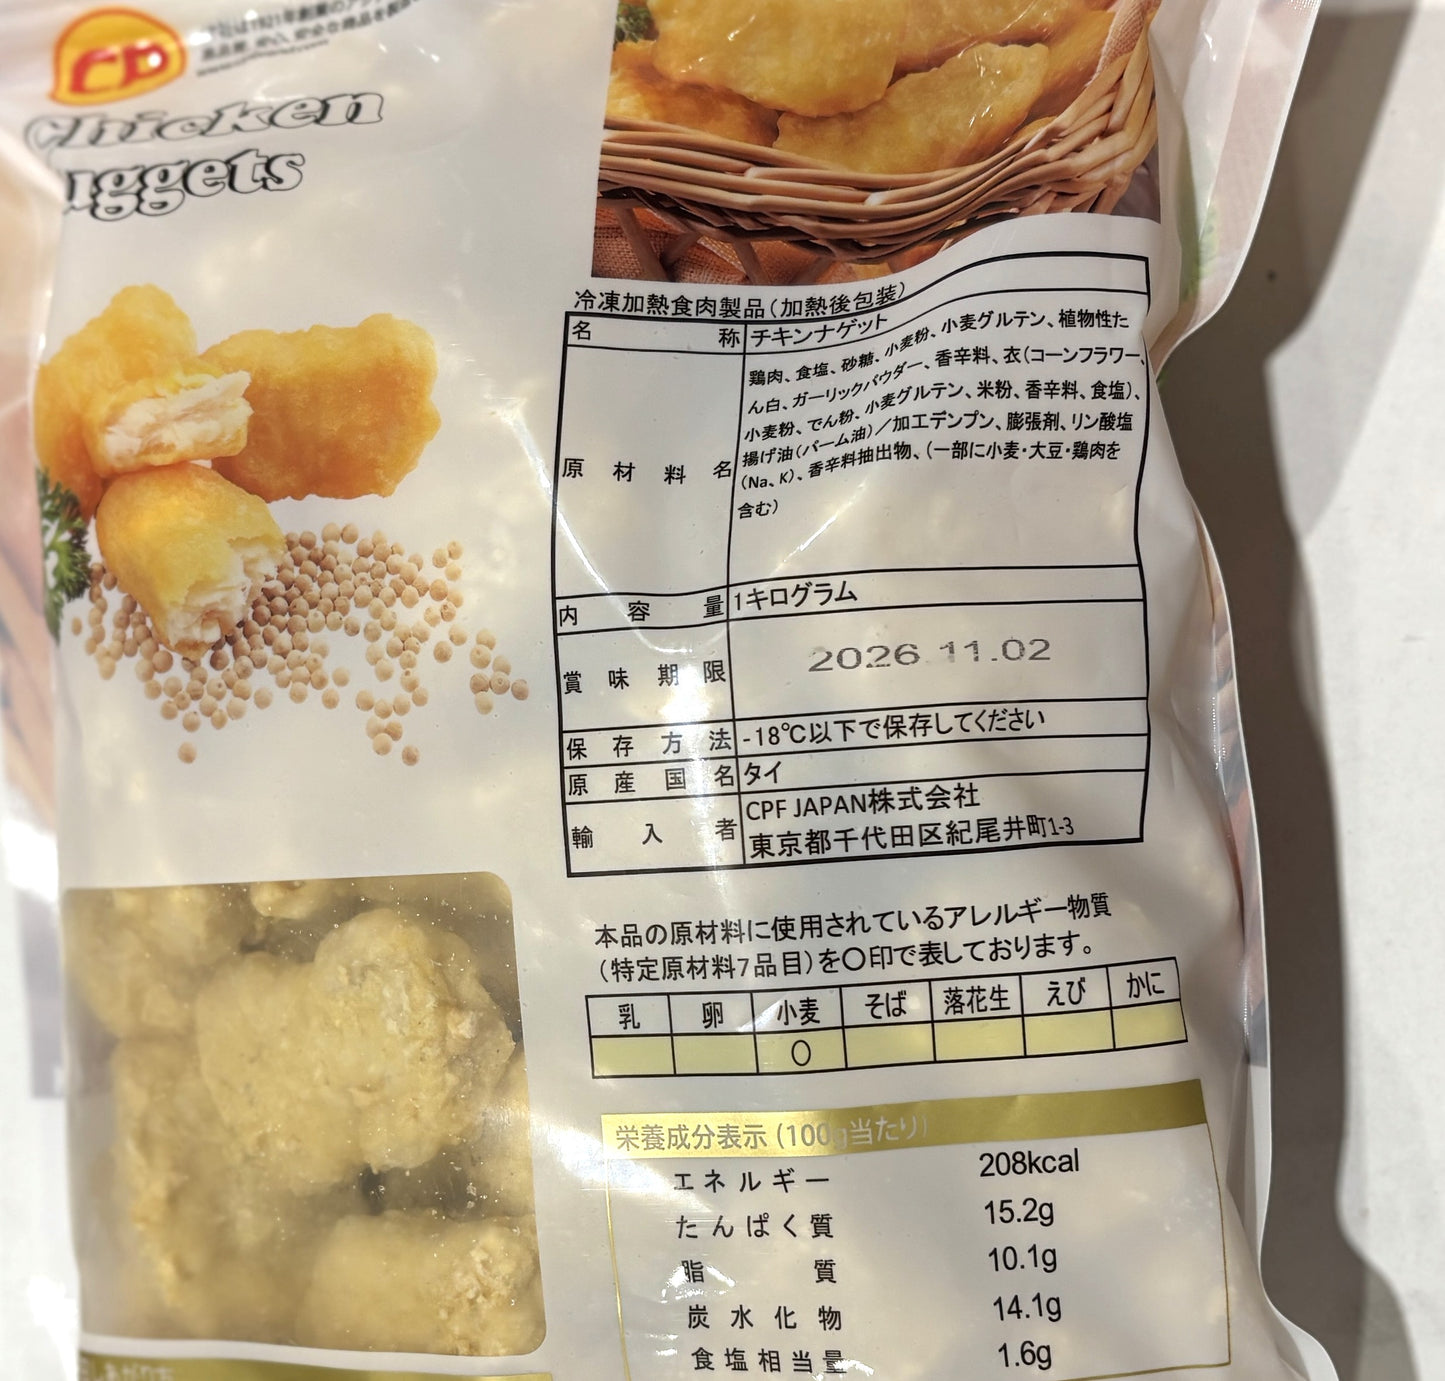 CP
Chicken
uggets
冷凍加熱食肉製品(加熱後包装)
名称 チキンナゲット
原材料名 鶏肉、食塩、砂糖、小麦粉、小麦グルテン、植物性た
ん白、ガーリックパウダー、香辛料、衣(コーンフラワー、
小麦粉、でん粉、小麦グルテン、米粉、香辛料、食塩)、
揚げ油(パーム油)/加工デンプン、膨張剤、リン酸塩
(Na、K)、香辛料抽出物、(一部に小麦・大豆・鶏肉を
含む)
内容量 1キログラム
賞味期限 2026.11.02
保存方法 -18℃以下で保存してください
原産国名 タイ
輸入者 CPF JAPAN株式会社
東京都千代田区紀尾井町1-3
本品の原材料に使用されているアレルギー物質
(特定原材料7品目)を〇印で表しております。
乳 卵 小麦 そば 落花生 えび かに
〇
栄養成分表示(100g当たり)
エネルギー 208kcal
たんぱく質 15.2g
脂質 10.1g
炭水化物 14.1g
食塩相当量 1.6g